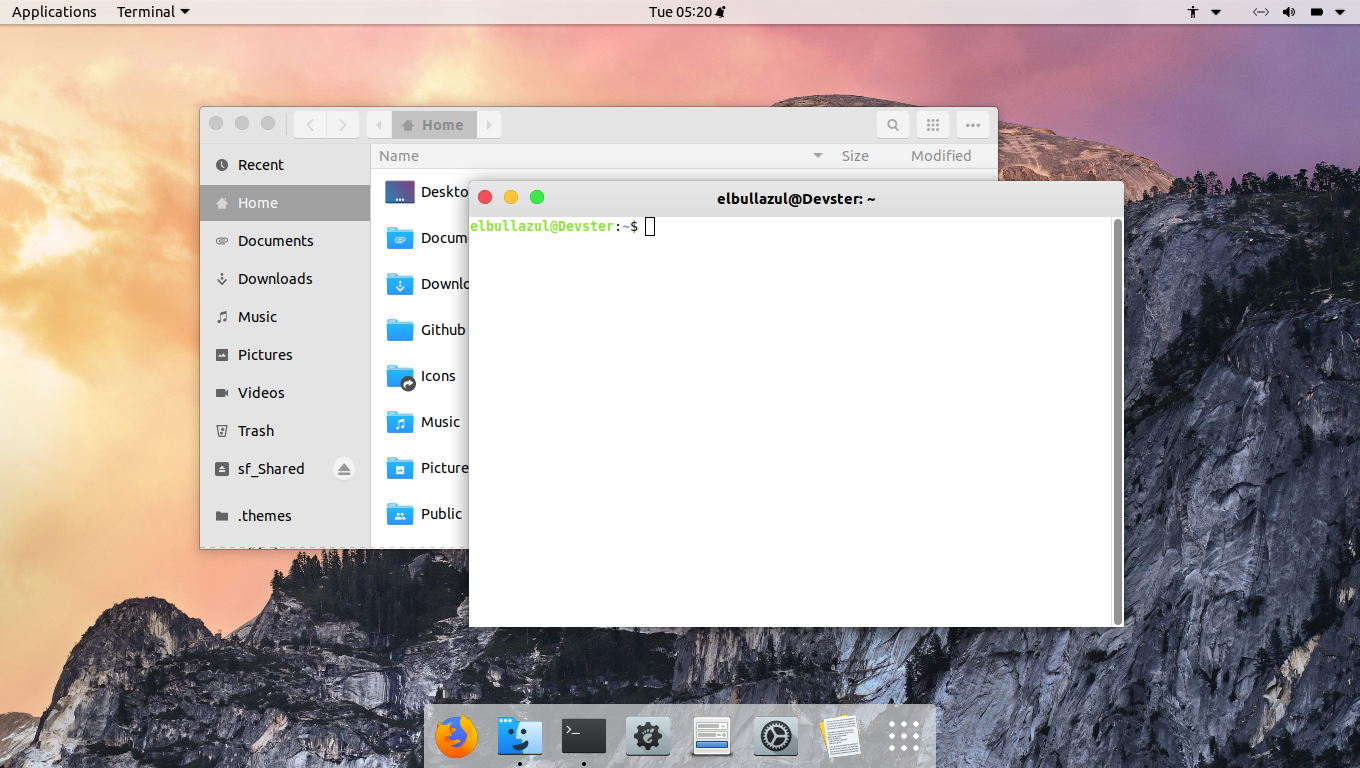 Applications Terminal Tue 05:20
Home
Name Size Modified
Recent
Home
Documents
Downloads
Music
Pictures
Videos
Trash
sf_Shared
.themes
Deskto
Docum
Downlo
Github
Icons
Music
Picture
Public
elbullazul@Devster: ~
elbullazul@Devster:~$